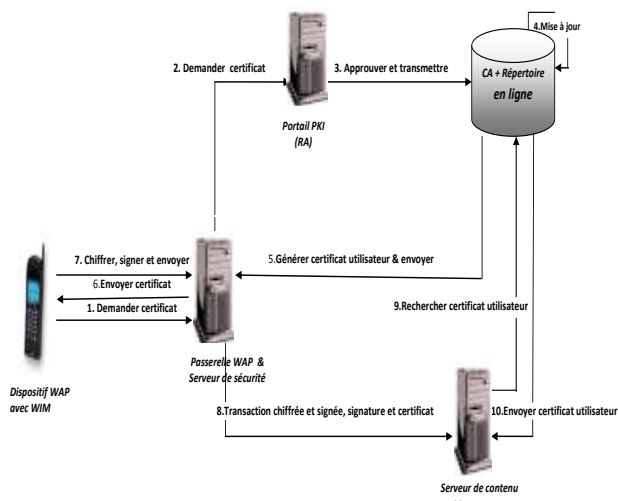 4.Mise à jour
2. Demander certificat
3. Approuver et transmettre
CA + Répertoire
en ligne
Portail PKI
(RA)
7. Chiffrer, signer et envoyer
5.Générer certificat utilisateur & envoyer
6.Envoyer certificat
1. Demander certificat
9.Rechercher certificat utilisateur
Passerelle WAP &
Serveur de sécurité
Dispositif WAP
avec WIM
8.Transaction chiffrée et signée, signature et certificat
10.Envoyer certificat utilisateur
Serveur de contenu